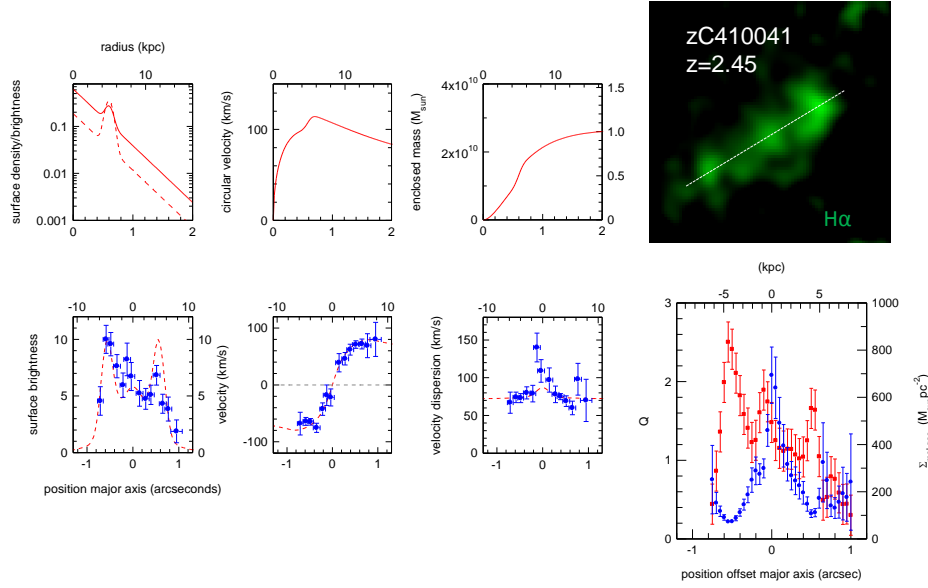 radius (kpc)
0 10
surface density/brightness
0.1
0.01
0.001
0 1 2
0 10
circular velocity (km/s)
100
0
0 1 2
0 10
enclosed mass (M_sun)
4x10^10
2x10^10
0
1.5
1.0
0.5
0.0
0 1 2
zC410041
z=2.45
Hα
-10 0 10
surface brightness
10
5
0
10
5
0
-1 0 1
position major axis (arcseconds)
-10 0 10
velocity (km/s)
100
0
-100
-1 0 1
-10 0 10
velocity dispersion (km/s)
200
150
100
50
0
-1 0 1
(kpc)
-5 0 5
Q
3
2
1
0
1000
800
600
400
200
0
pc^-2)
-1 0 1
position offset major axis (arcsec)